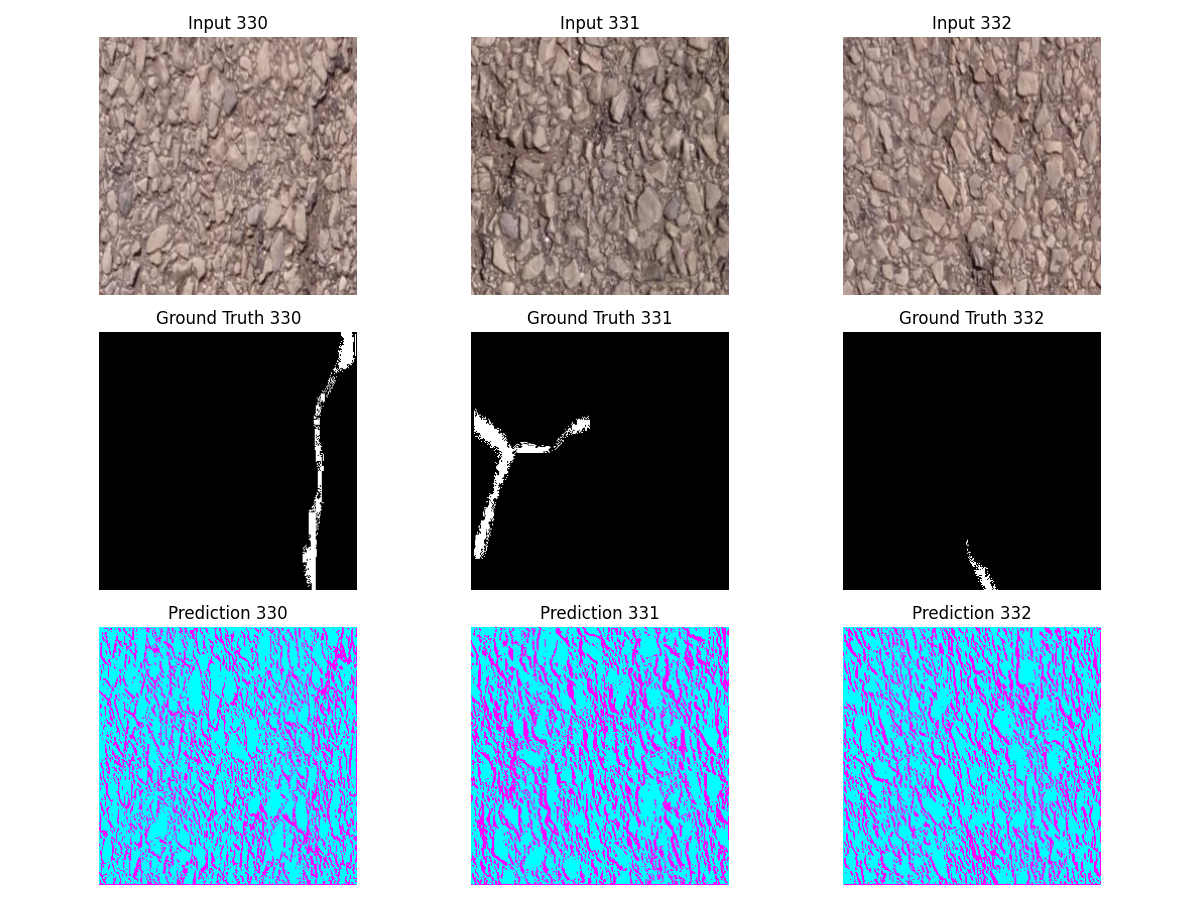 Input 330
Input 331
Input 332
Ground Truth 330
Ground Truth 331
Ground Truth 332
Prediction 330
Prediction 331
Prediction 332